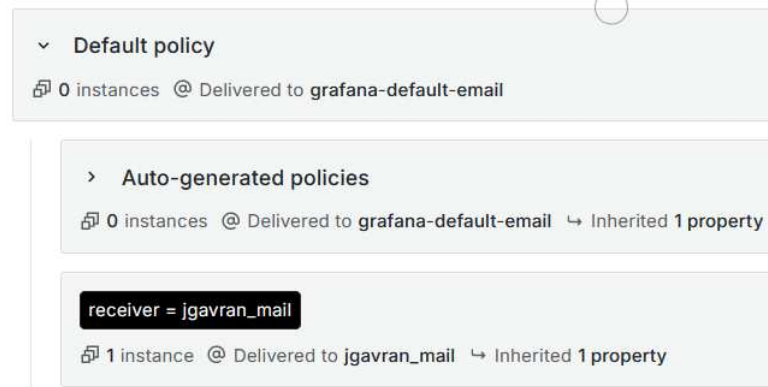 Default policy
0 instances @ Delivered to grafana-default-email
Auto-generated policies
0 instances @ Delivered to grafana-default-email Inherited 1 property
receiver = jgavran_mail
1 instance @ Delivered to jgavran_mail Inherited 1 property